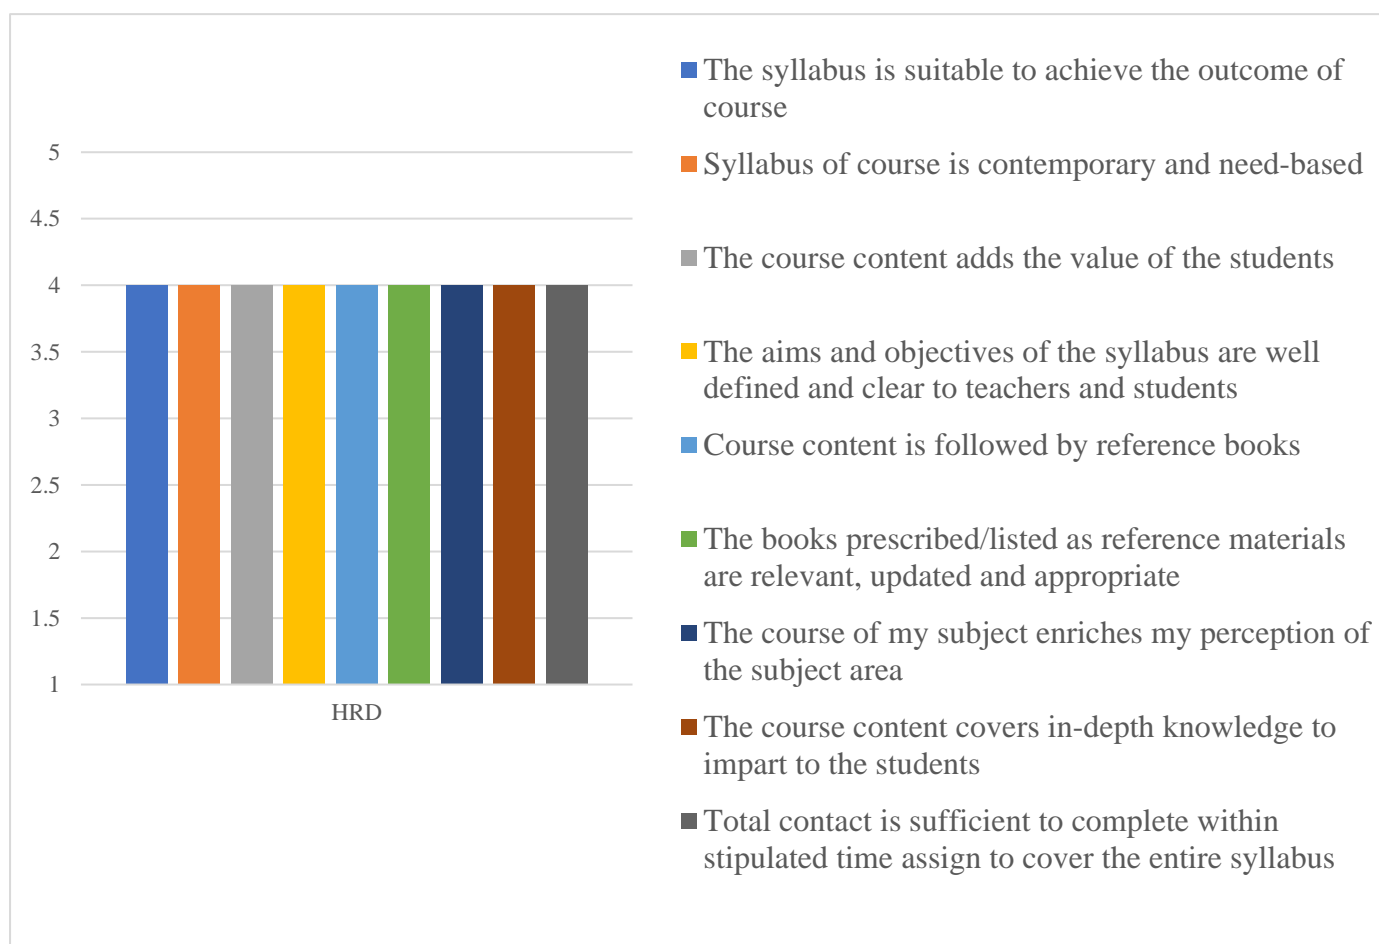 5
4.5
4
3.5
3
2.5
2
1.5
1
HRD
The syllabus is suitable to achieve the outcome of
course
Syllabus of course is contemporary and need-based
The course content adds the value of the students
The aims and objectives of the syllabus are well
defined and clear to teachers and students
Course content is followed by reference books
The books prescribed/listed as reference materials
are relevant, updated and appropriate
The course of my subject enriches my perception of
the subject area
The course content covers in-depth knowledge to
impart to the students
Total contact is sufficient to complete within
stipulated time assign to cover the entire syllabus